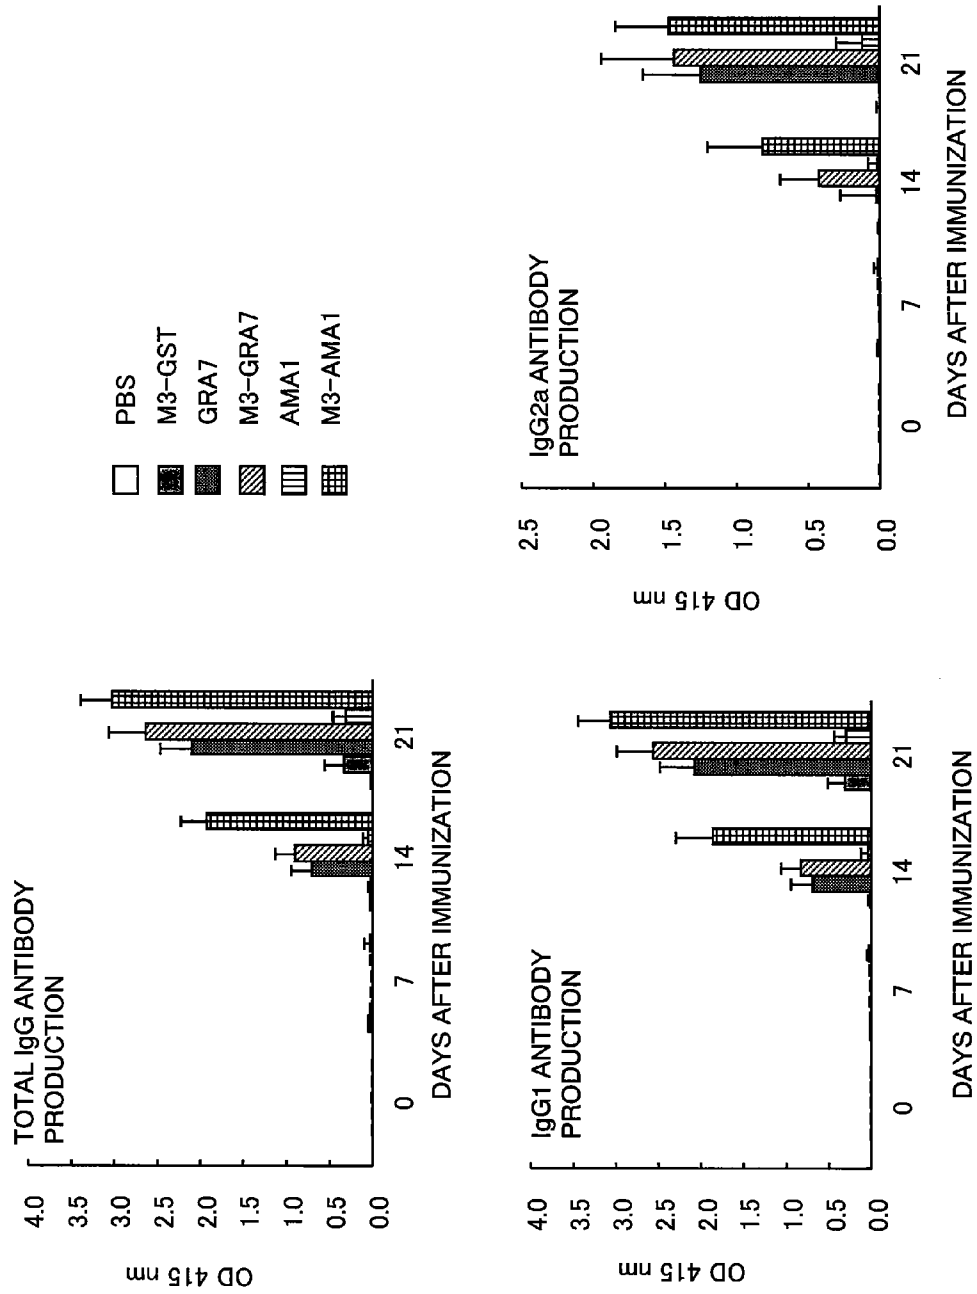 TOTAL IgG ANTIBODY
PRODUCTION
OD 415 nm
4.0
3.5
3.0
2.5
2.0
1.5
1.0
0.5
0.0
0 7 14 21
DAYS AFTER IMMUNIZATION
PBS
M3-GST
GRA7
M3-GRA7
AMA1
M3-AMA1
IgG1 ANTIBODY
PRODUCTION
OD 415 nm
4.0
3.5
3.0
2.5
2.0
1.5
1.0
0.5
0.0
0 7 14 21
DAYS AFTER IMMUNIZATION
IgG2a ANTIBODY
PRODUCTION
OD 415 nm
2.5
2.0
1.5
1.0
0.5
0.0
0 7 14 21
DAYS AFTER IMMUNIZATION